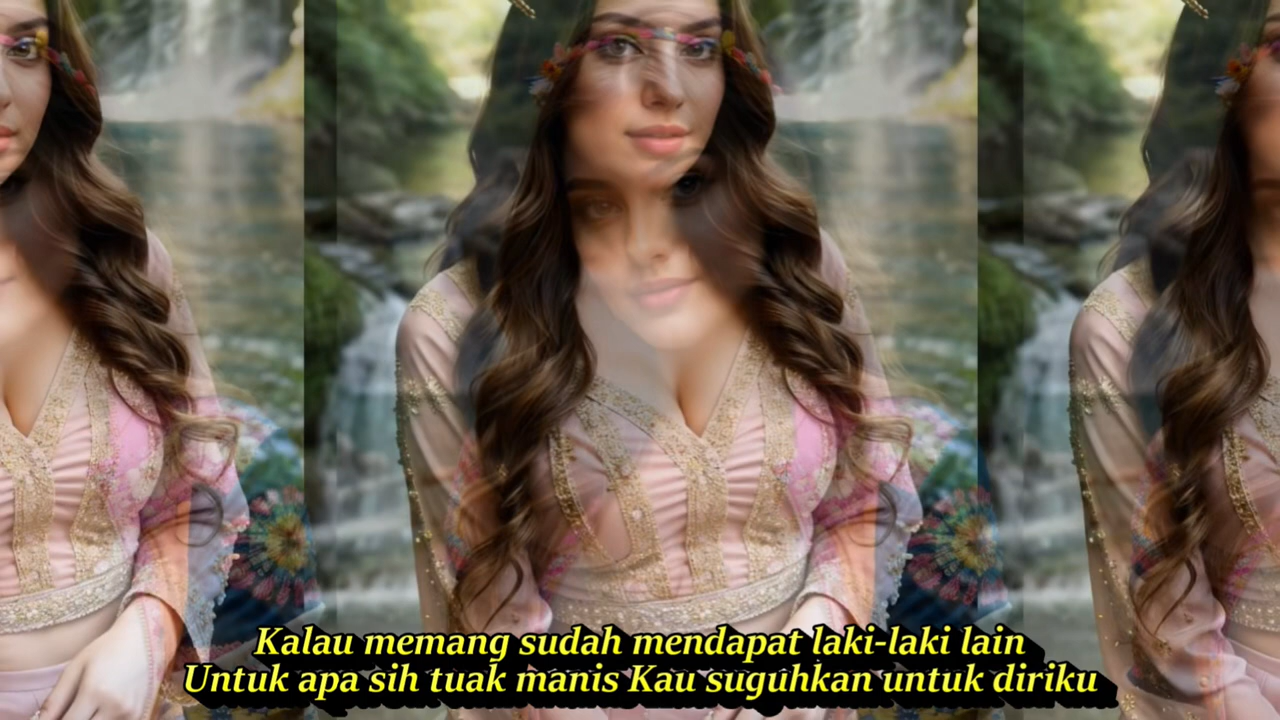 Kalau memang sudah mendapat laki-laki lain
Untuk apa sih tuak manis Kau suguhkan untuk diriku